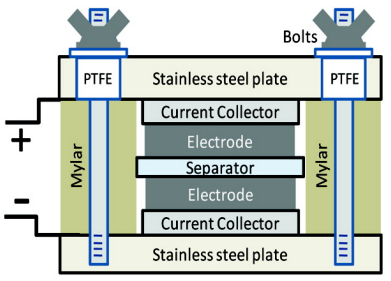 Bolts
PTFE
Stainless steel plate
PTFE
Current Collector
+
Electrode
Mylar
Separator
Mylar
-
Electrode
Current Collector
Stainless steel plate